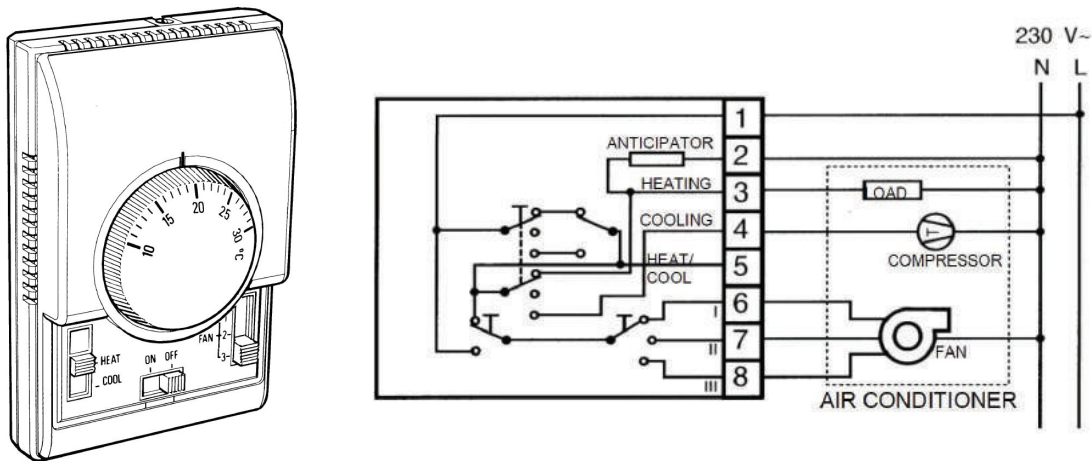 10
15
20
25
30 °C
HEAT
COOL
ON OFF
FAN
1
2
3
230 V~
N L
1
ANTICIPATOR
2
HEATING
3
OAD
COOLING
4
COMPRESSOR
HEAT/
COOL
5
I
6
II
7
FAN
III
8
AIR CONDITIONER